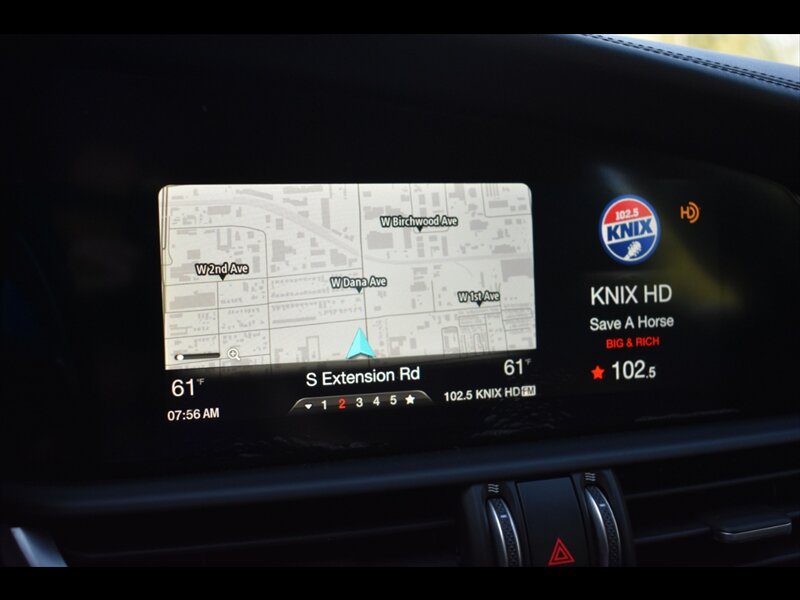 W Birchwood Ave
W 2nd Ave
W Dana Ave
W 1st Ave
61°F
S Extension Rd
61°F
07:56 AM
1 2 3 4 5
102.5 KNIX HD FM
102.5
KNIX
HD
KNIX HD
Save A Horse
BIG & RICH
102.5